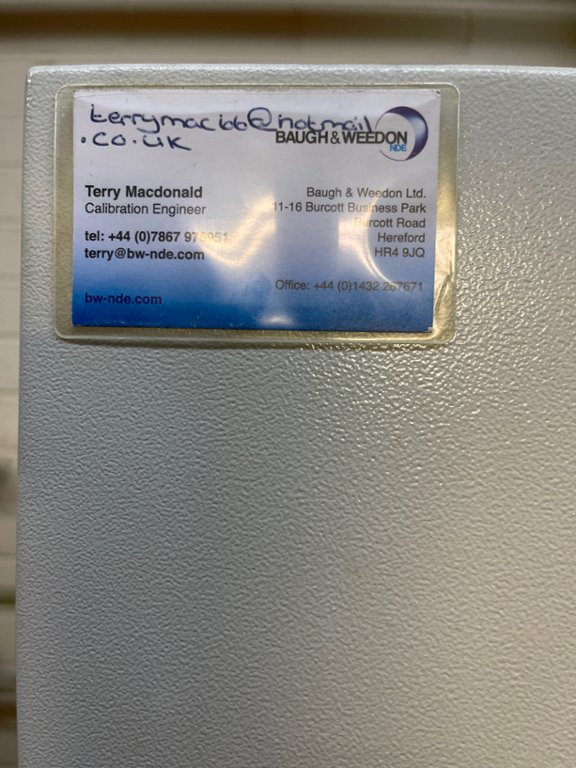 terrymac66@hotmail
.co.uk
BAUGH & WEEDON
NDE
Terry Macdonald
Calibration Engineer
tel: +44 (0)7867
terry@bw-nde.com
bw-nde.com
Baugh & Weedon Ltd.
11-16 Burcott Business Park
Burcott Road
Hereford
HR4 9JQ
Office: +44 (0)1432 267671